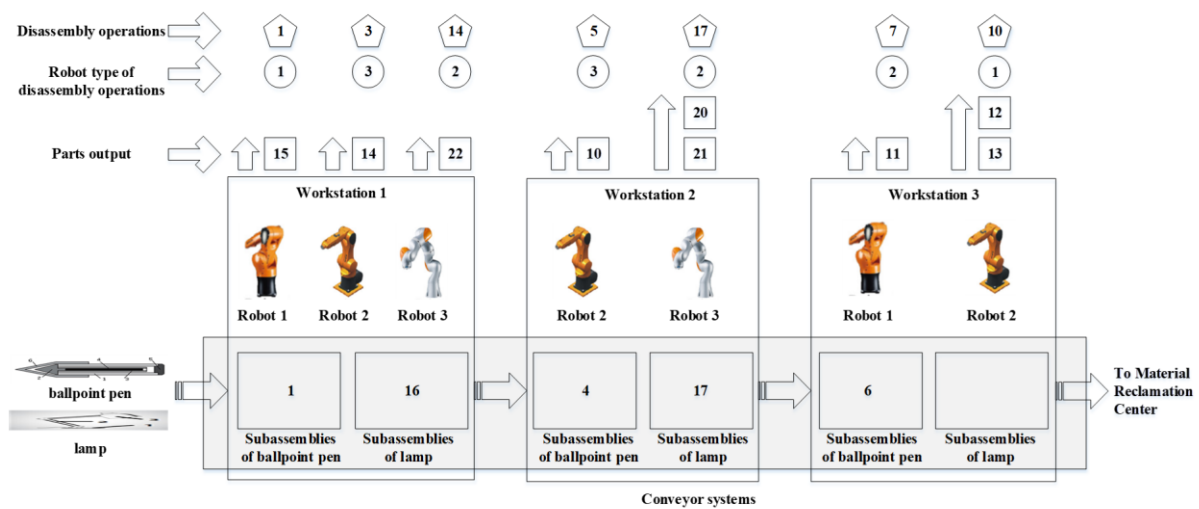 Disassembly operations
1 3 14 5 17 7 10
Robot type of
disassembly operations
1 3 2 3 2 2 1
20 12
Parts output
15 14 22 10 21 11 13
Workstation 1 Workstation 2 Workstation 3
Robot 1 Robot 2 Robot 3 Robot 2 Robot 3 Robot 1 Robot 2
ballpoint pen
lamp
1 16 4 17 6
Subassemblies
of ballpoint pen
Subassemblies
of lamp
Subassemblies
of ballpoint pen
Subassemblies
of lamp
Subassemblies
of ballpoint pen
Subassemblies
of lamp
To Material
Reclamation
Center
Conveyor systems